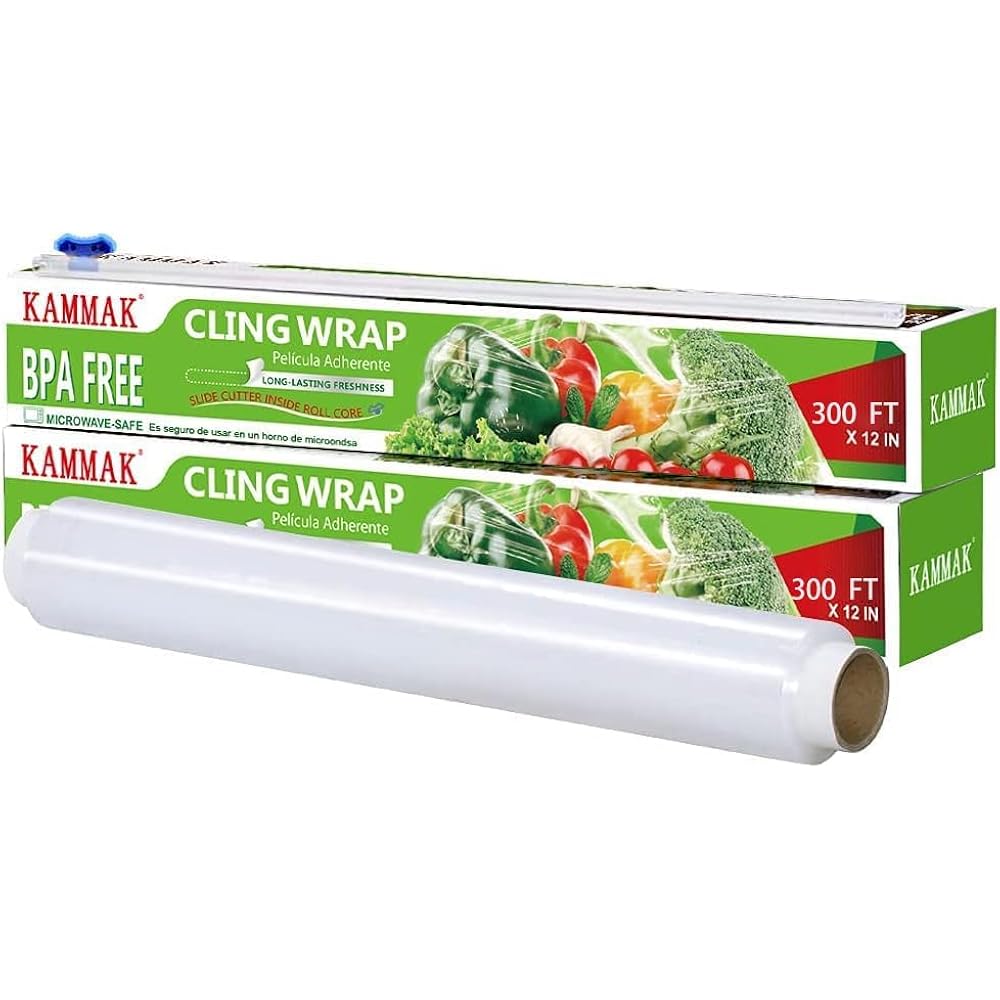 KAMMAK®
CLING WRAP
Película Adherente
BPA FREE
LONG-LASTING FRESHNESS
SLIDE CUTTER INSIDE ROLL CORE
MICROWAVE-SAFE Es seguro de usar en un horno de microondsa
300 FT
X 12 IN
KAMMAK®
KAMMAK®
CLING WRAP
Película Adherente
300 FT
X 12 IN
KAMMAK®